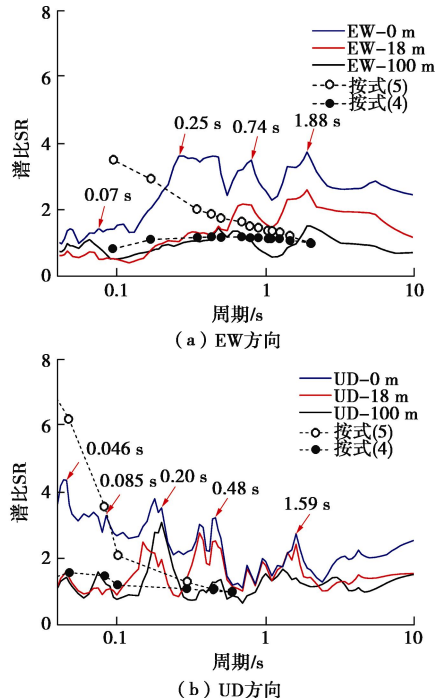 8
6
4
2
0
谱比SR
EW-0 m
EW-18 m
EW-100 m
按式(5)
按式(4)
0.07 s
0.25 s
0.74 s
1.88 s
0.1
1
10
周期/s
(a) EW方向
8
6
4
2
0
谱比SR
UD-0 m
UD-18 m
UD-100 m
按式(5)
按式(4)
0.046 s
0.085 s
0.20 s
0.48 s
1.59 s
0.1
1
10
周期/s
(b) UD方向